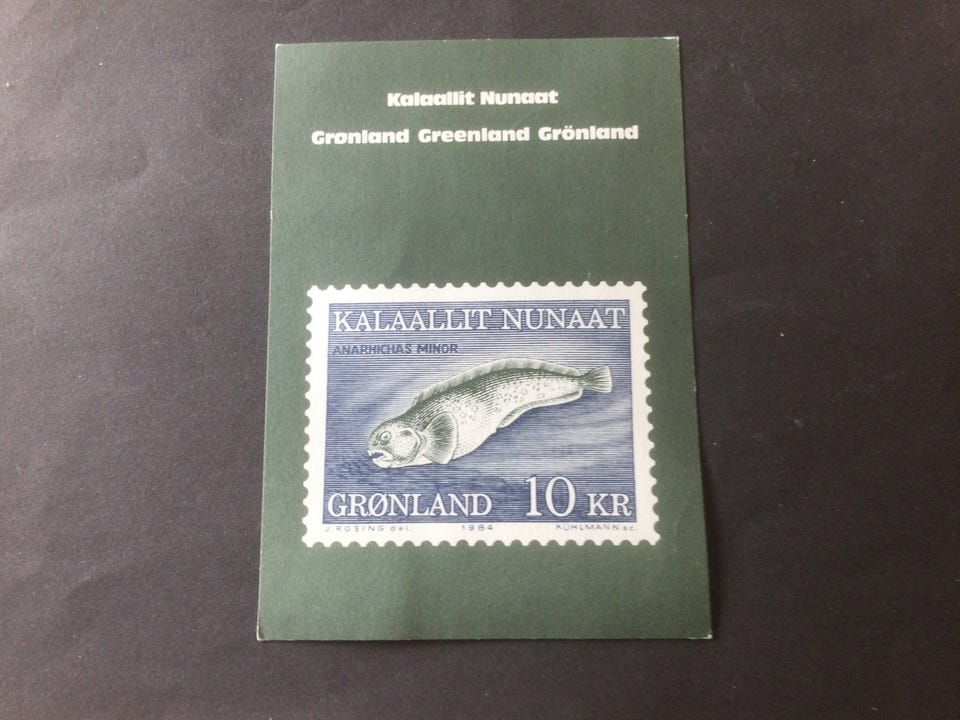 Kalaallit Nunaat
Grønland Greenland Grönland
KALAALLIT NUNAAT
ANARHICHAS MINOR
GRØNLAND 10 KR
J. ROSING del. 1984 KÜHLMANN sc.